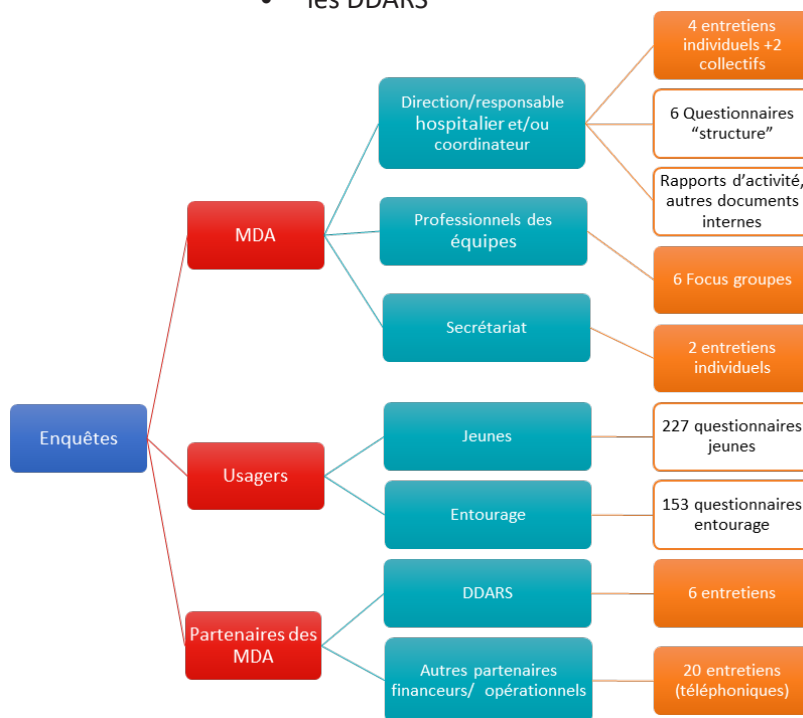 • les DDARS
4 entretiens
individuels +2
collectifs
Direction/responsable
hospitalier et/ou
coordinateur
6 Questionnaires
“structure”
Rapports d’activité,
autres documents
internes
MDA
Professionnels des
équipes
6 Focus groupes
Secrétariat
2 entretiens
individuels
Enquêtes
Usagers
Jeunes
227 questionnaires
jeunes
Entourage
153 questionnaires
entourage
Partenaires des
MDA
DDARS
6 entretiens
Autres partenaires
financeurs/ opérationnels
20 entretiens
(téléphoniques)